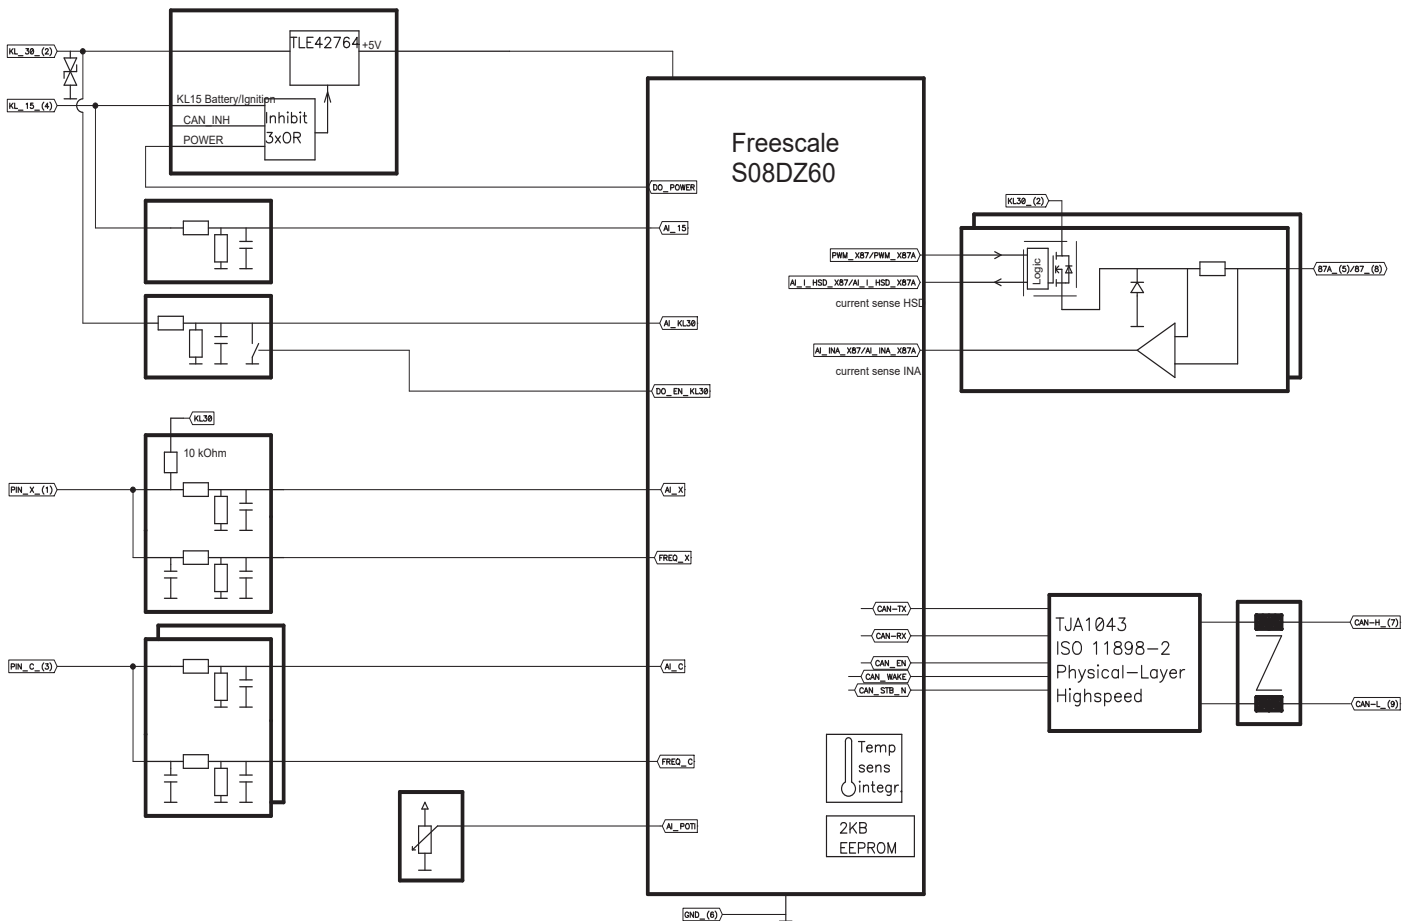 KL_30_(2)
TLE42764
+5V
KL_15_(4)
KL15 Battery/Ignition
CAN_INH
POWER
Inhibit
3xOR
Freescale
S08DZ60
DO_POWER
AI_15
AI_KL30
DO_EN_KL30
KL30
10 kOhm
PIN_X_(1)
AI_X
FREQ_X
PIN_C_(3)
AI_C
FREQ_C
AI_POTI
GND_(6)
KL30_(2)
PWM_X87/PWM_X87A
AI_I_HSD_X87/AI_I_HSD_X87A
current sense HSD
Logic
87A_(5)/87_(8)
AI_INA_X87/AI_INA_X87A
current sense INA
CAN-TX
CAN-RX
CAN_EN
CAN_WAKE
CAN_STB_N
TJA1043
ISO 11898-2
Physical-Layer
Highspeed
CAN-H_(7)
CAN-L_(9)
Temp
sens
integr.
2KB
EEPROM